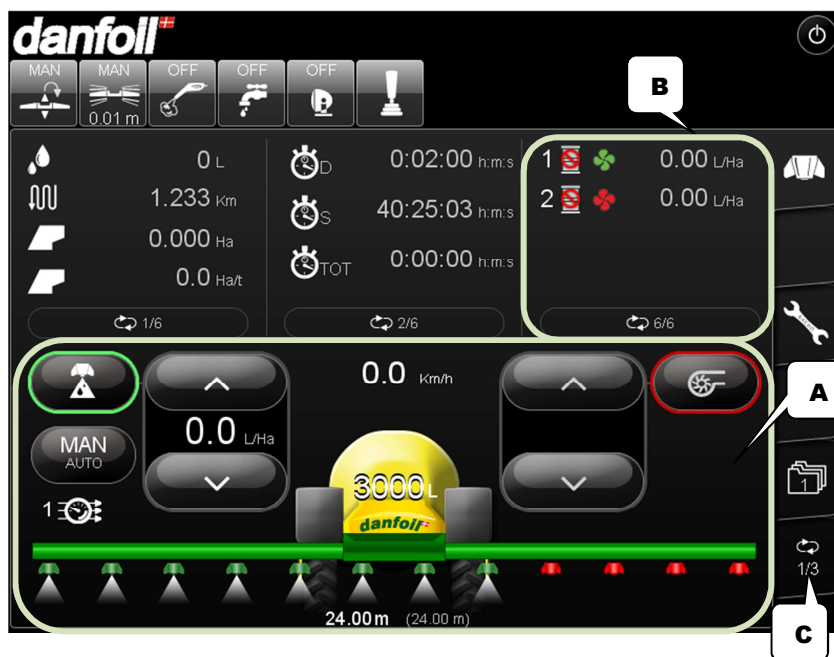 danfoil
MAN MAN OFF OFF OFF
0.01 m
B
0 L
1.233 Km
0.000 Ha
0.0 Ha/t
1/6
D 0:02:00 h:m:s
S 40:25:03 h:m:s
TOT 0:00:00 h:m:s
2/6
1 0.00 L/Ha
2 0.00 L/Ha
6/6
0.0 Km/h
A
MAN
AUTO
0.0 L/Ha
1
3000 L
danfoil
1
1/3
24.00 m (24.00 m)
C